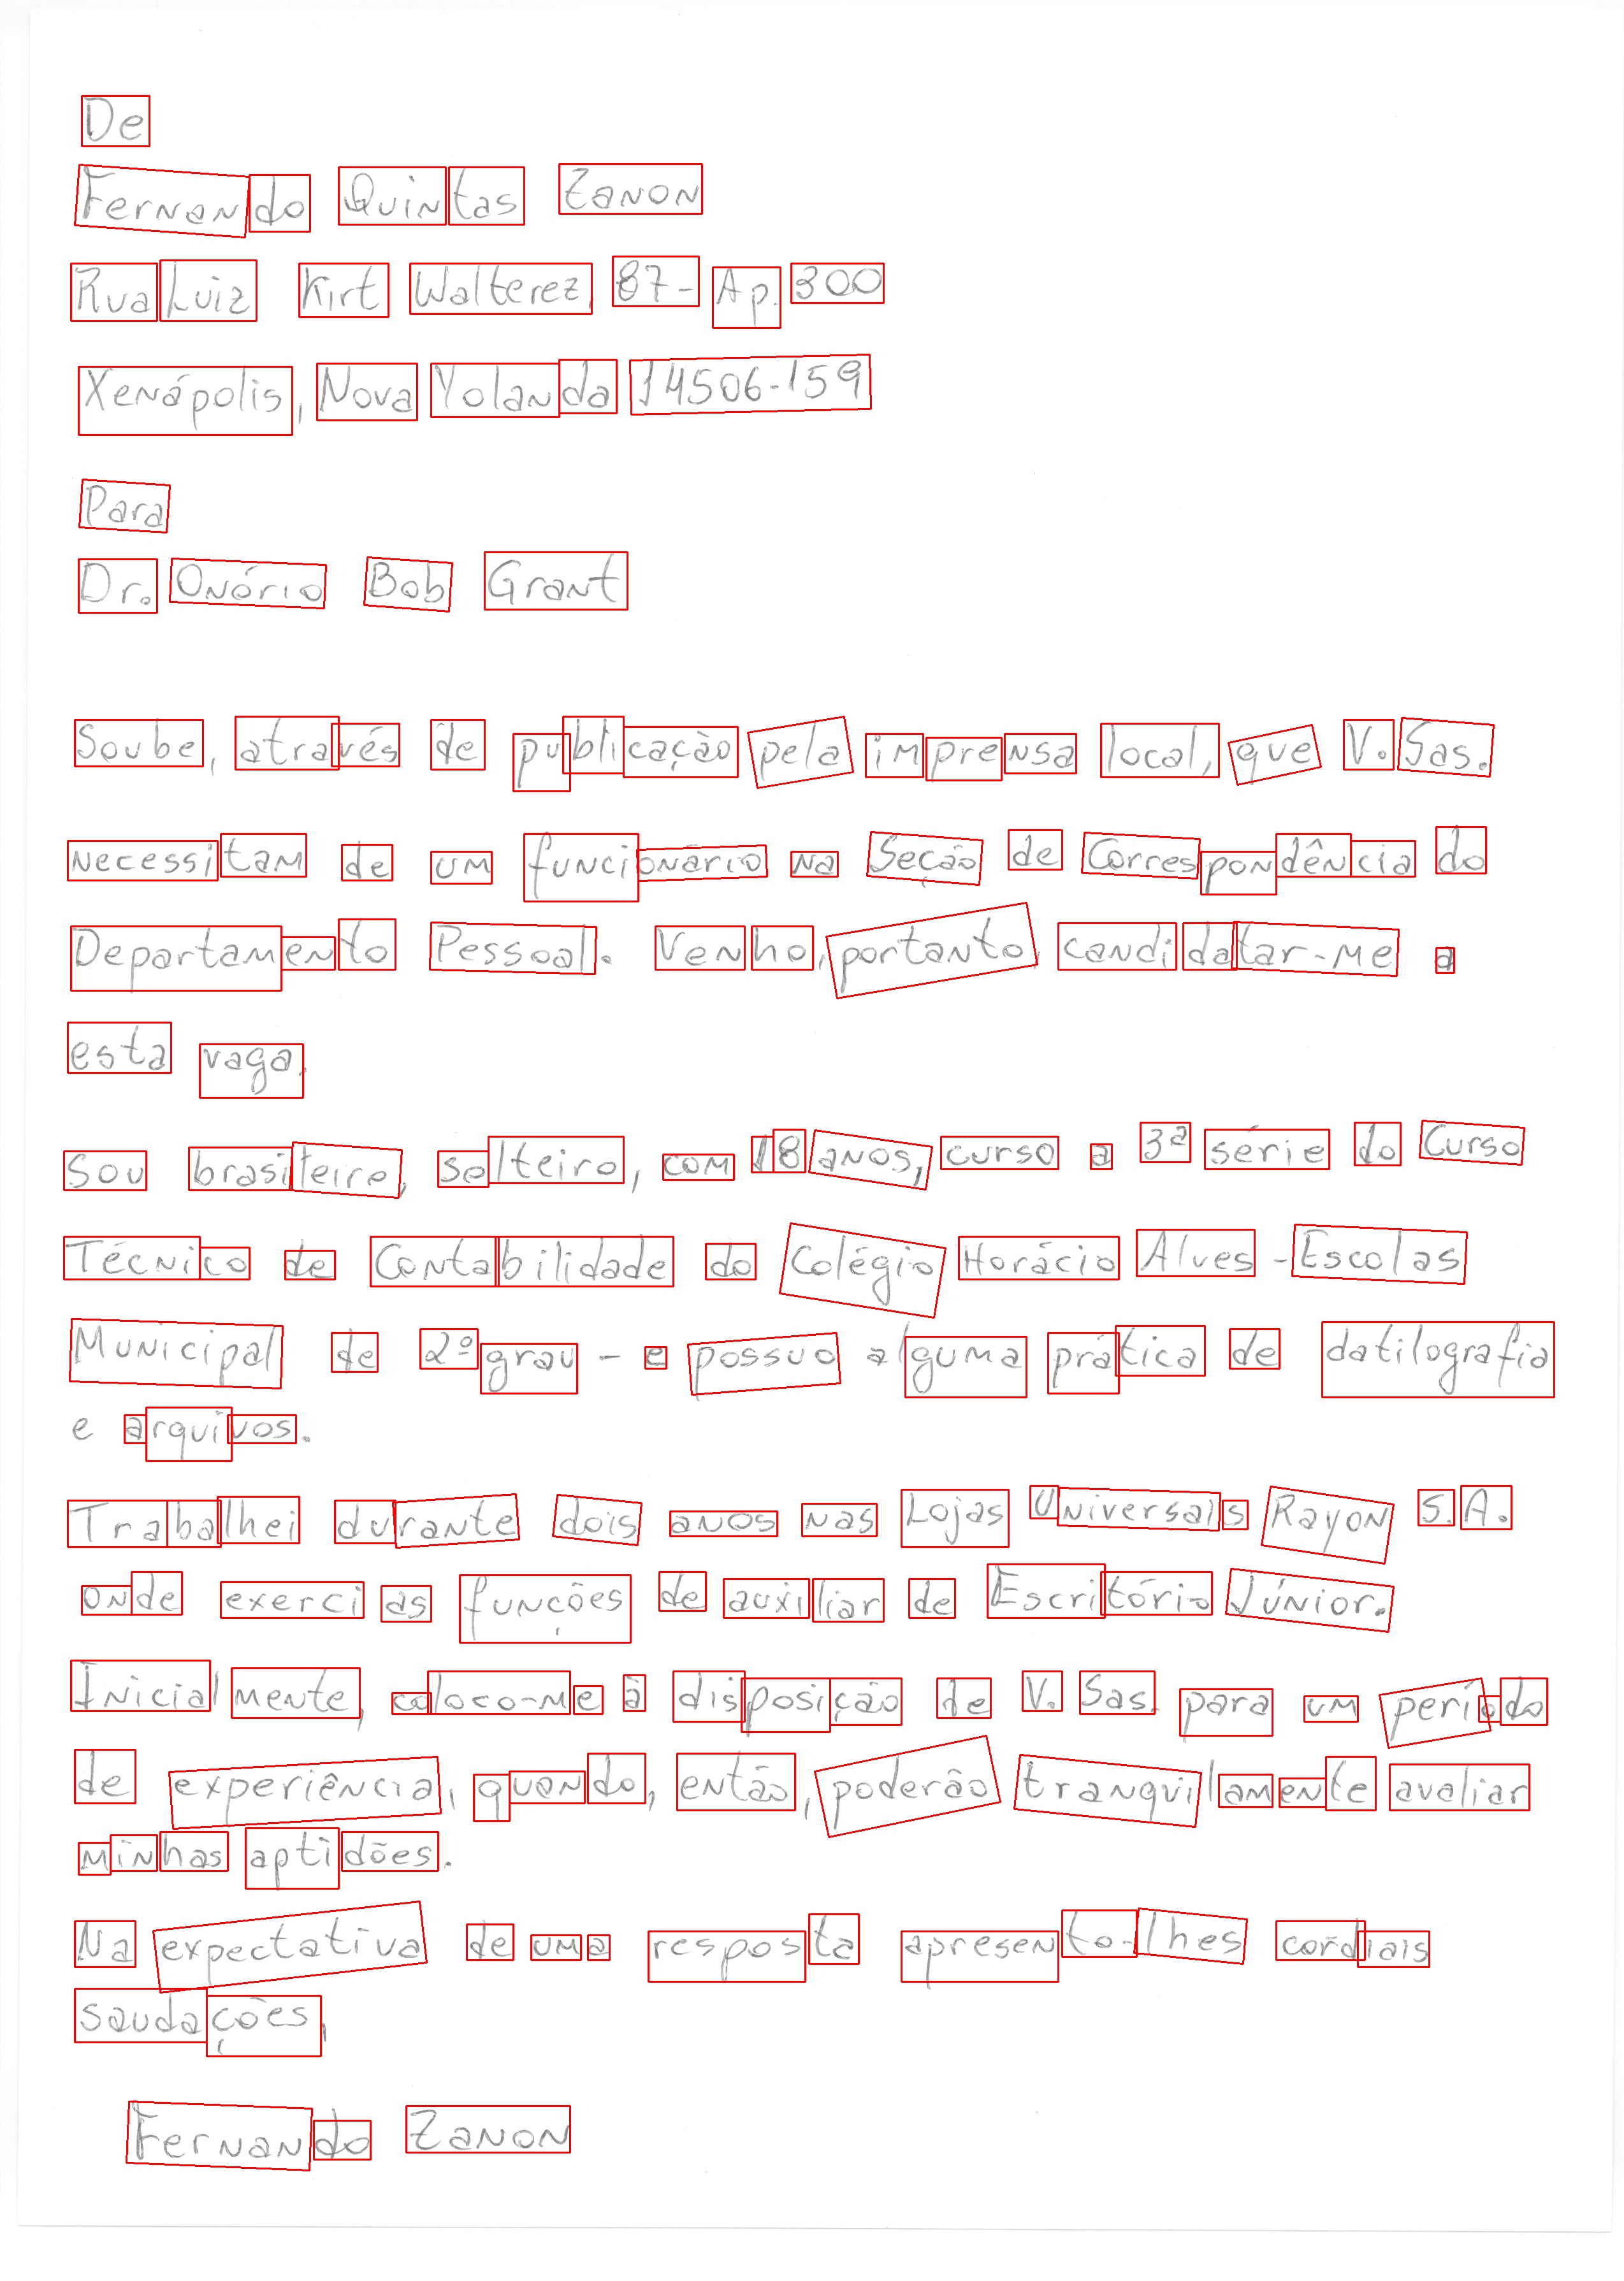 De
Fernando Quintas Zanon
Rua Luiz Kirt Walterez, 87- Ap. 300
Xenápolis, Nova Yolanda 14506-159
Para
Dr. Onório Bob Grant
Soube, através de publicação pela imprensa local, que V. Sas.
necessitam de um funcionário na Seção de Correspondência do
Departamento Pessoal. Venho, portanto, candidatar-me a
esta vaga.
Sou brasileiro, solteiro, com 18 anos, curso a 3ª série do Curso
Técnico de Contabilidade do Colégio Horácio Alves - Escolas
Municipal de 2º grau - e possuo alguma prática de datilografia
e arquivos.
Trabalhei durante dois anos nas Lojas Universais Rayon S.A.
onde exerci as funções de auxiliar de Escritório Júnior.
Inicialmente, coloco-me à disposição de V. Sas. para um período
de experiência, quando, então, poderão tranquilamente avaliar
minhas aptidões.
Na expectativa de uma resposta apresento-lhes cordiais
saudações,
Fernando Zanon